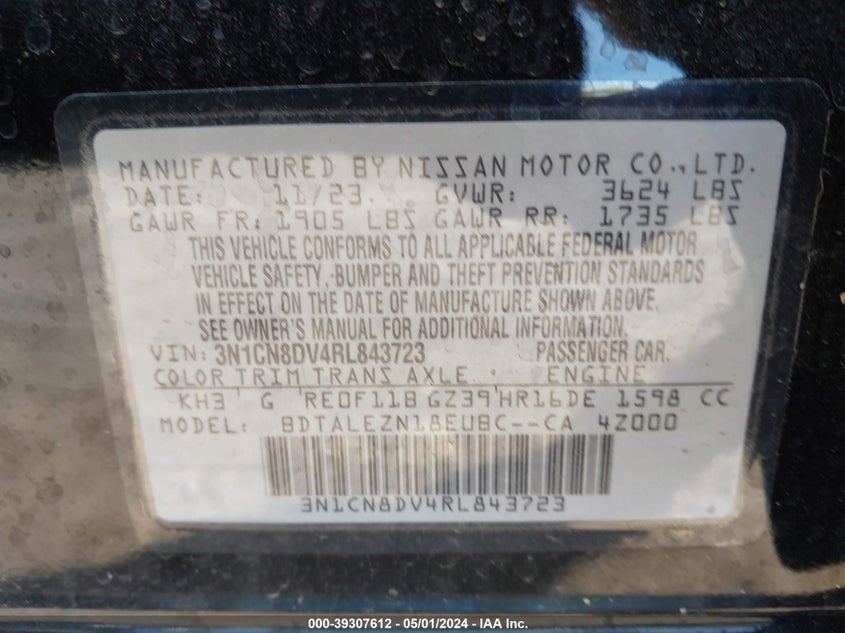 MANUFACTURED BY NISSAN MOTOR CO., LTD.
DATE: 11/23. GVWR: 3624 LBS
GAWR FR: 1905 LBS GAWR RR: 1735 LBS
THIS VEHICLE CONFORMS TO ALL APPLICABLE FEDERAL MOTOR
VEHICLE SAFETY, BUMPER AND THEFT PREVENTION STANDARDS
IN EFFECT ON THE DATE OF MANUFACTURE SHOWN ABOVE.
SEE OWNER'S MANUAL FOR ADDITIONAL INFORMATION.
VIN: 3N1CN8DV4RL843723 PASSENGER CAR.
COLOR TRIM TRANS AXLE ENGINE
KH3 G RE0F11B GZ39 HR16DE 1598 CC
MODEL: BDTALEZN18EUBC--CA 4Z000
3N1CN8DV4RL843723
000-39307612 - 05/01/2024 - IAA Inc.